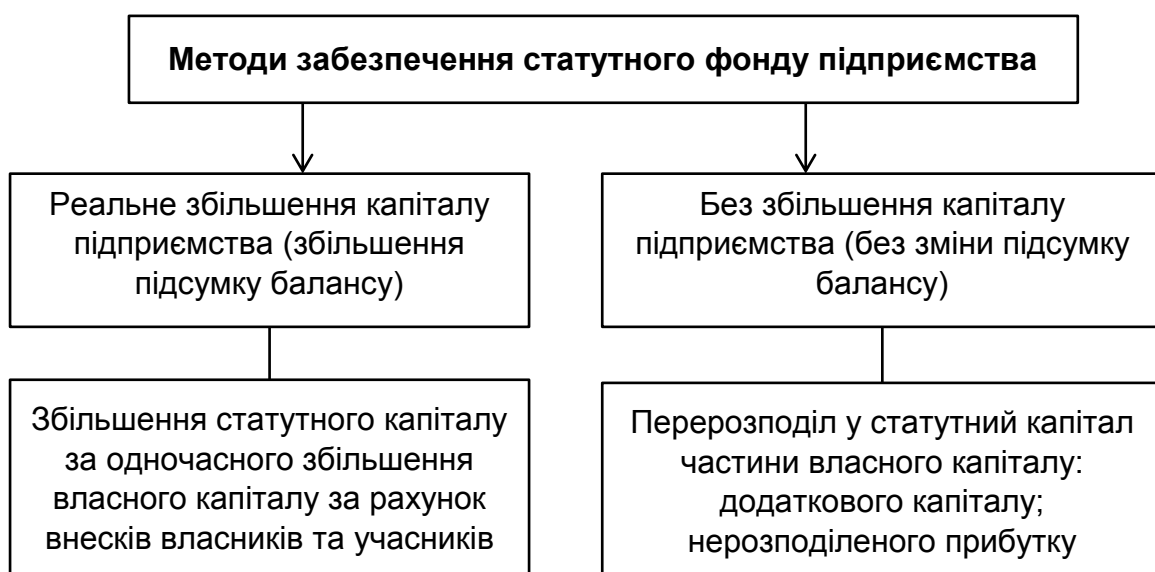 Методи забезпечення статутного фонду підприємства
Реальне збільшення капіталу
підприємства (збільшення
підсумку балансу)
Без збільшення капіталу
підприємства (без зміни підсумку
балансу)
Збільшення статутного капіталу
за одночасного збільшення
власного капіталу за рахунок
внесків власників та учасників
Перерозподіл у статутний капітал
частини власного капіталу:
додаткового капіталу;
нерозподіленого прибутку